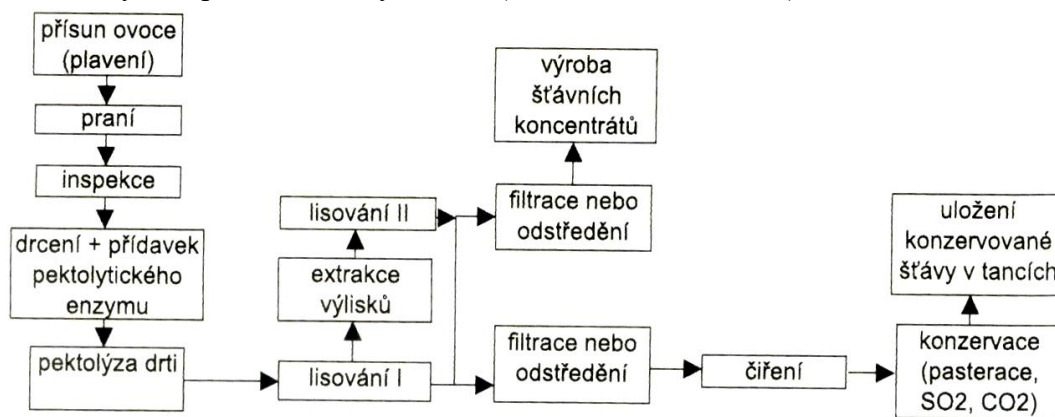 přísun ovoce
(plavení)
praní
inspekce
drcení + přídavek
pektolytického
enzymu
pektolýza drti
lisování I
extrakce
výlisků
lisování II
filtrace nebo
odstředění
výroba
šťávních
koncentrátů
filtrace nebo
odstředění
čiření
konzervace
(pasterace,
SO2, CO2)
uložení
konzervované
šťávy v tancích